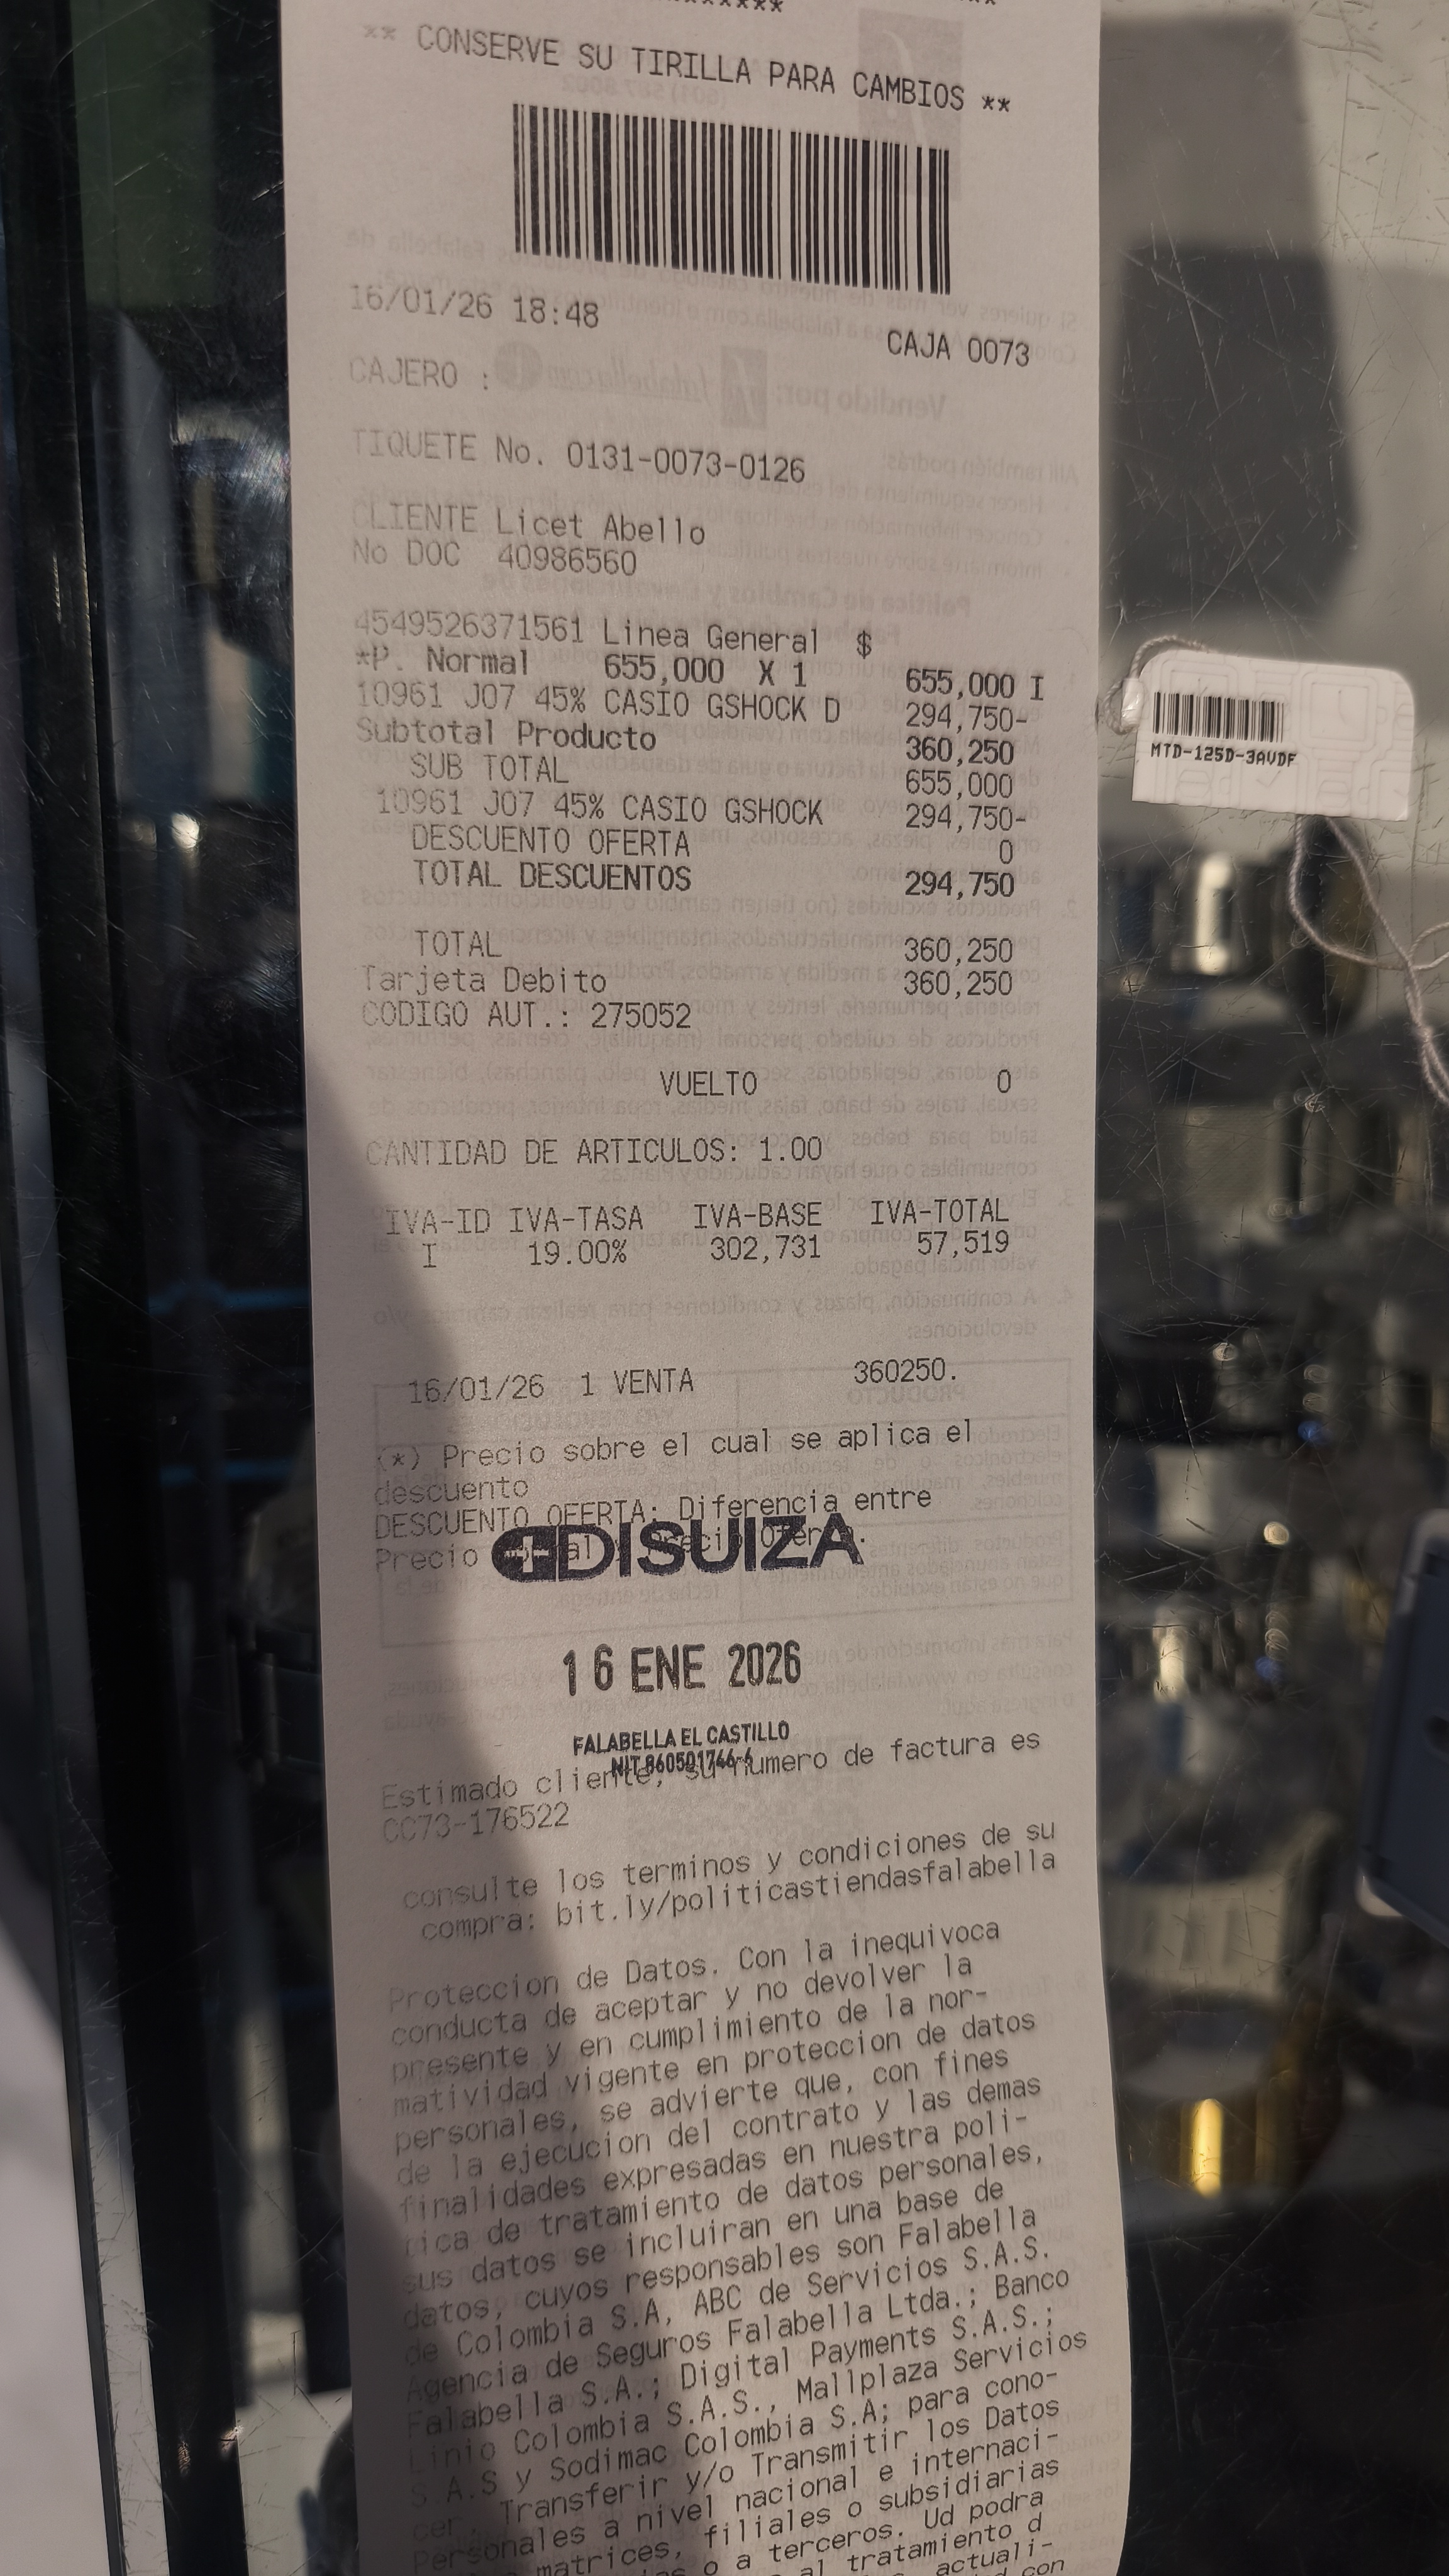 ** CONSERVE SU TIRILLA PARA CAMBIOS **
16/01/26 18:48
CAJA 0073
CAJERO :
TIQUETE No. 0131-0073-0126
CLIENTE Licet Abello
No DOC 40986560
4549526371561 Linea General $
*P. Normal 655,000 X 1 655,000 I
10961 J07 45% CASIO GSHOCK D 294,750-
Subtotal Producto 360,250
SUB TOTAL 655,000
10961 J07 45% CASIO GSHOCK 294,750-
DESCUENTO OFERTA 0
TOTAL DESCUENTOS 294,750
TOTAL 360,250
Tarjeta Debito 360,250
CODIGO AUT.: 275052
VUELTO 0
CANTIDAD DE ARTICULOS: 1.00
IVA-ID IVA-TASA IVA-BASE IVA-TOTAL
I 19.00% 302,731 57,519
16/01/26 1 VENTA 360250.
(*) Precio sobre el cual se aplica el
descuento
DESCUENTO OFERTA: Diferencia entre
Precio Normal y Precio Oferta.
DISUIZA
16 ENE 2026
FALABELLA EL CASTILLO
NIT 860501766-6
Estimado cliente, su numero de factura es
CC73-176522
consulte los terminos y condiciones de su
compra: bit.ly/politicastiendasfalabella
Proteccion de Datos. Con la inequivoca
conducta de aceptar y no devolver la
presente y en cumplimiento de la nor-
matividad vigente en proteccion de datos
personales, se advierte que, con fines
de la ejecucion del contrato y las demas
finalidades expresadas en nuestra poli-
tica de tratamiento de datos personales,
sus datos se incluiran en una base de
datos, cuyos responsables son Falabella
de Colombia S.A, ABC de Servicios S.A.S.
Agencia de Seguros Falabella Ltda.; Banco
Falabella S.A.; Digital Payments S.A.S.;
Linio Colombia S.A.S., Mallplaza Servicios
S.A.S y Sodimac Colombia S.A; para cono-
cer, Transferir y/o Transmitir los Datos
Personales a nivel nacional e internaci-
matrices, filiales o subsidiarias
o a terceros. Ud podra
al tratamiento d
actuali-
con
MTD-125D-3AVDF